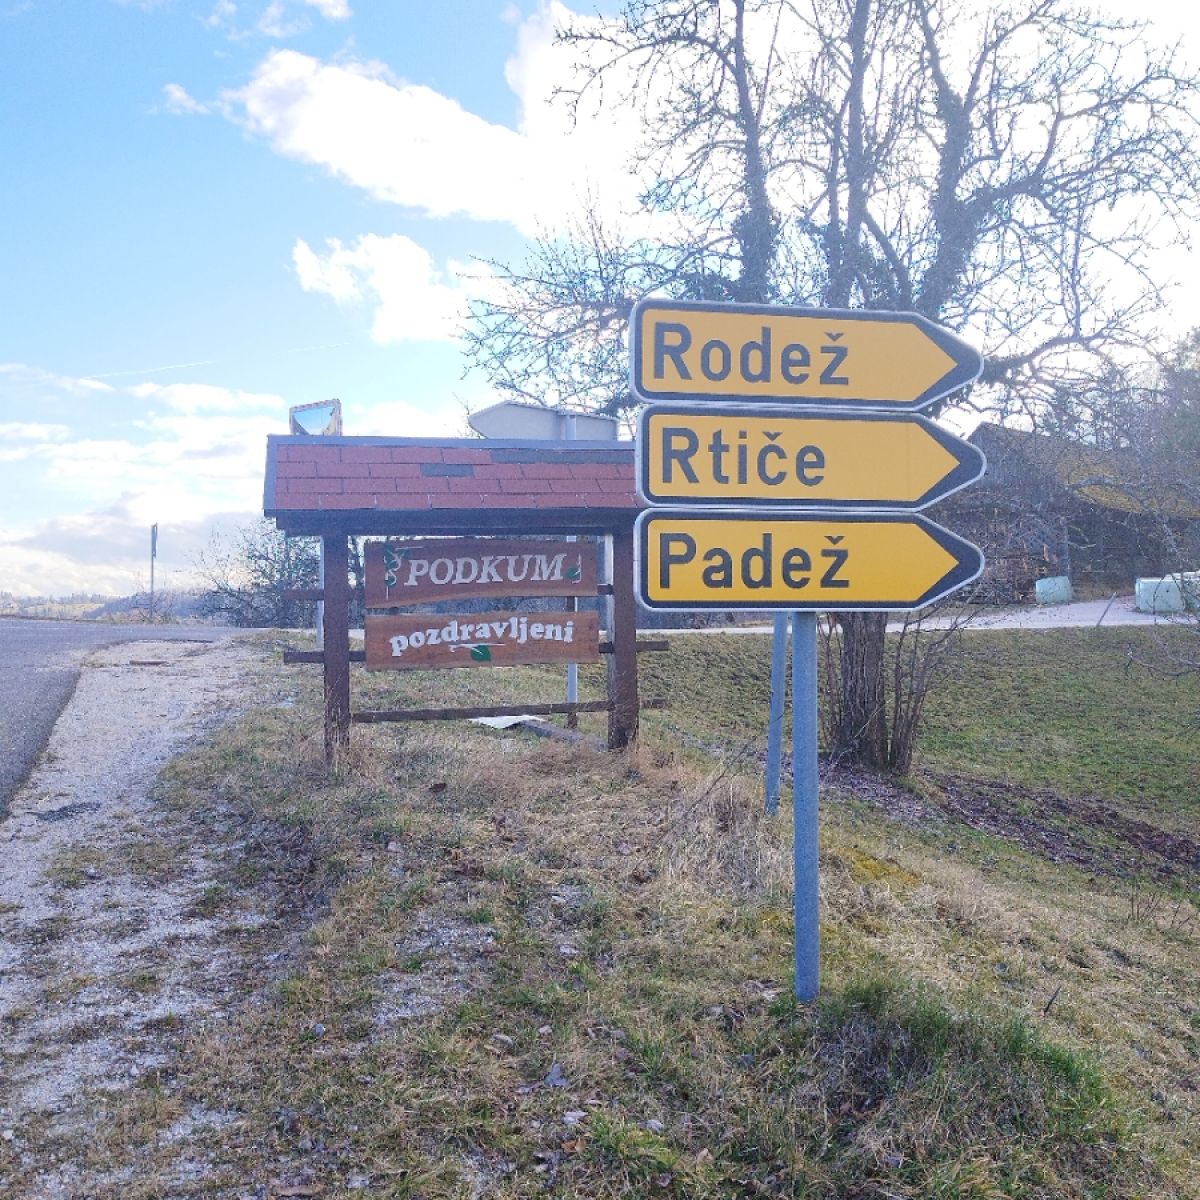 Rodež
Rtiče
Padež
PODKUM
pozdravljeni